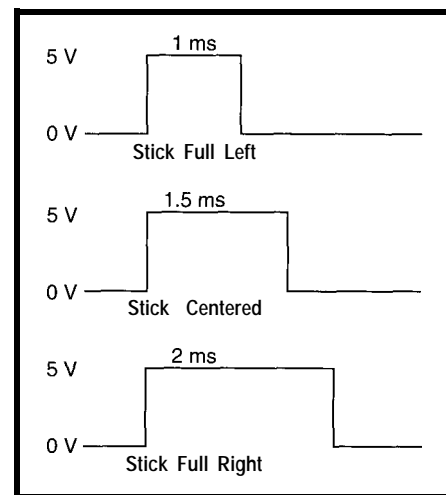 1 ms
5 V
0 V
Stick Full Left
1.5 ms
5 V
0 V
Stick Centered
2 ms
5 V
0 V
Stick Full Right